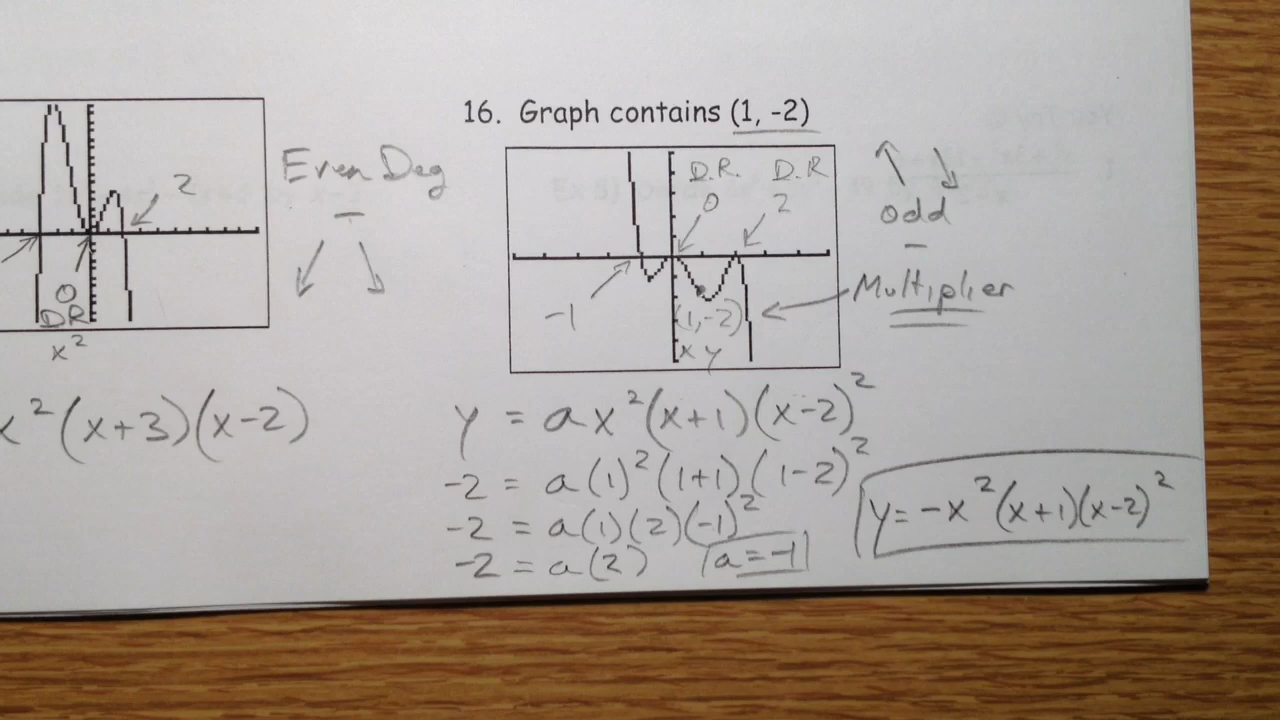 Even Deg
−
2
0
D.R
x²
x²(x+3)(x-2)
16. Graph contains (1, -2)
D.R. D.R
0 2
-1
(1,-2)
x y
odd
−
Multiplier
y = ax²(x+1)(x-2)²
-2 = a(1)²(1+1)(1-2)²
-2 = a(1)(2)(-1)²
-2 = a(2) a=-1
y=-x²(x+1)(x-2)²